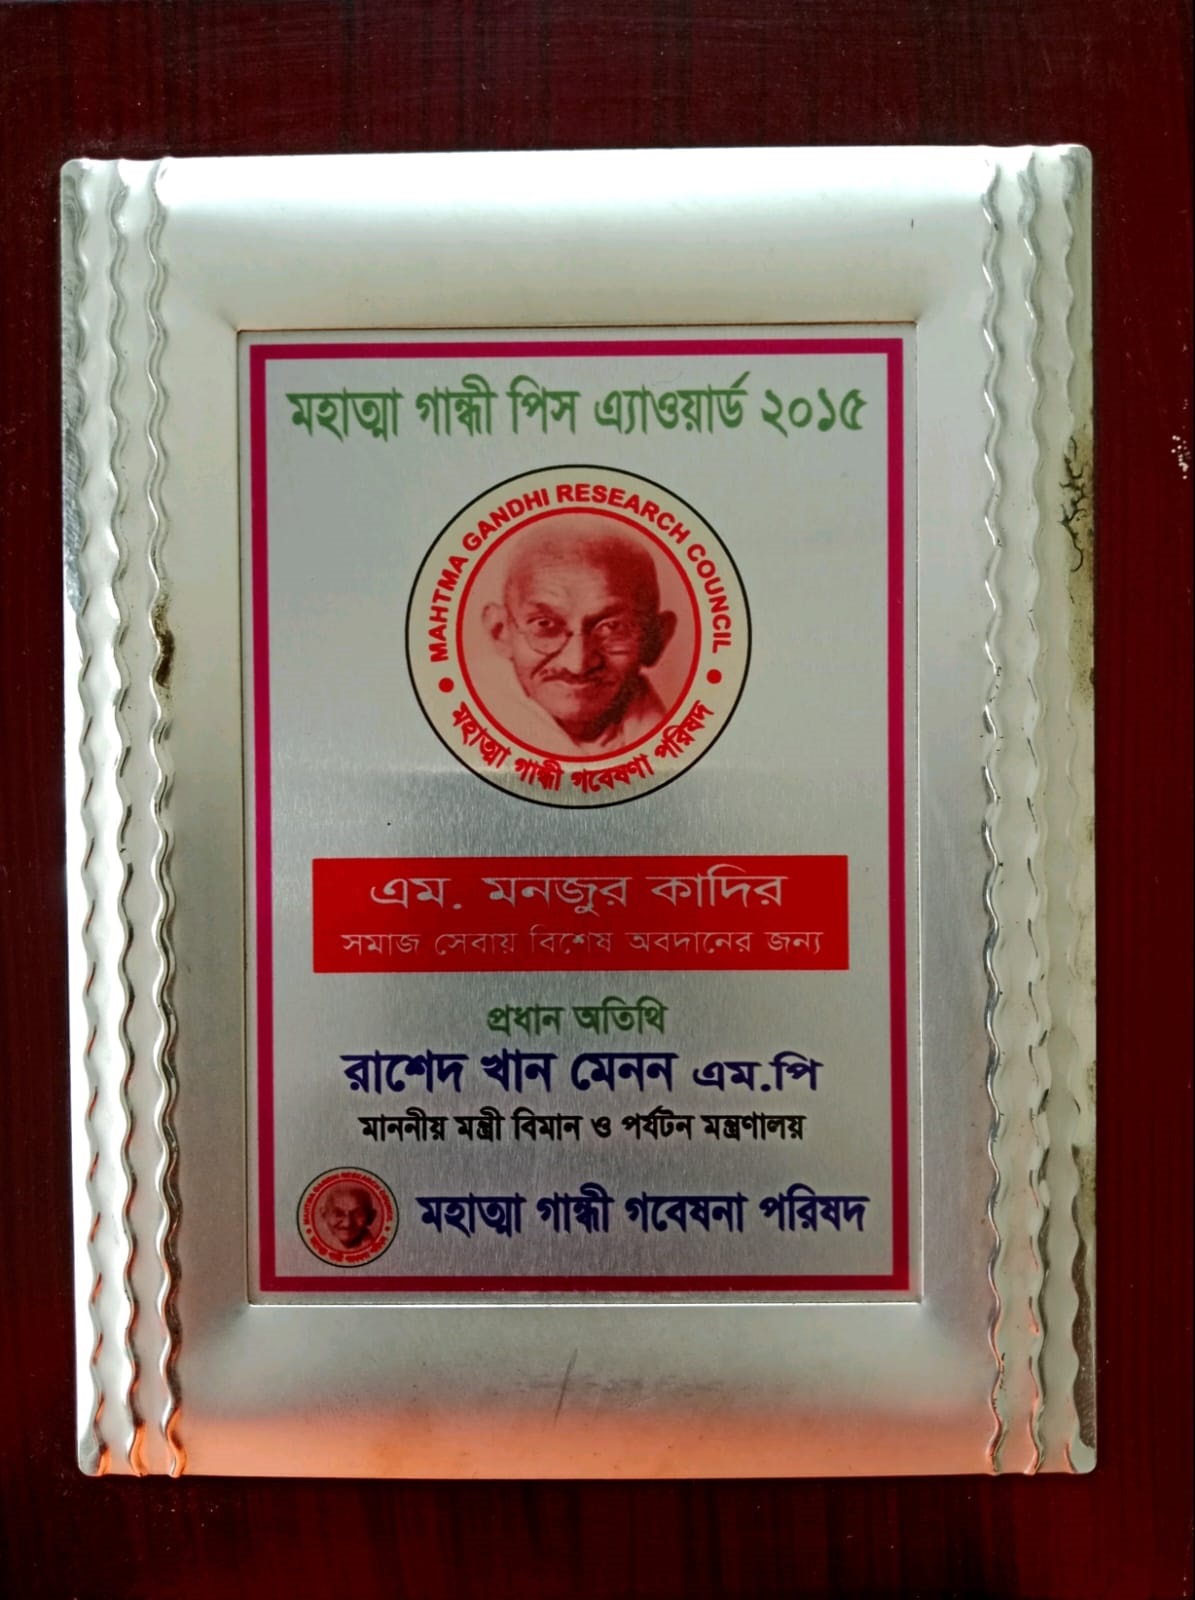 মহাত্মা গান্ধী পিস এ্যাওয়ার্ড ২০১৫
MAHTMA GANDHI RESEARCH COUNCIL
মহাত্মা গান্ধী গবেষণা পরিষদ
এম. মনজুর কাদির
সমাজ সেবায় বিশেষ অবদানের জন্য
প্রধান অতিথি
রাশেদ খান মেনন এম.পি
মাননীয় মন্ত্রী বিমান ও পর্যটন মন্ত্রণালয়
মহাত্মা গান্ধী গবেষনা পরিষদ